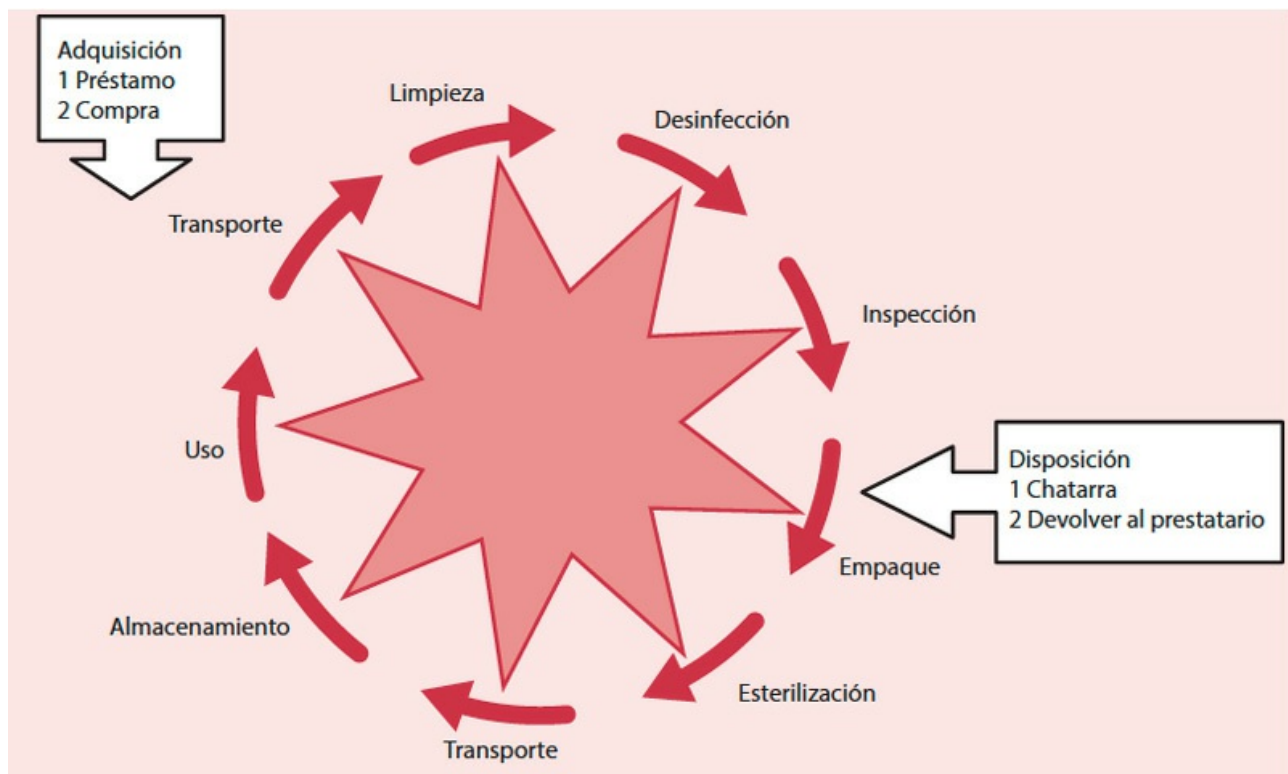 Adquisición
1 Préstamo
2 Compra
Limpieza
Desinfección
Transporte
Inspección
Uso
Disposición
1 Chatarra
2 Devolver al prestatario
Empaque
Almacenamiento
Esterilización
Transporte